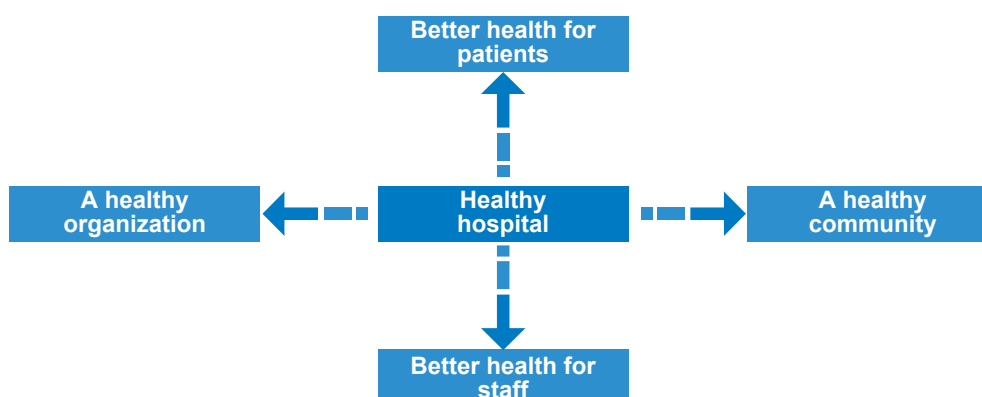 Better health for
patients
A healthy
organization
Healthy
hospital
A healthy
community
Better health for
staff